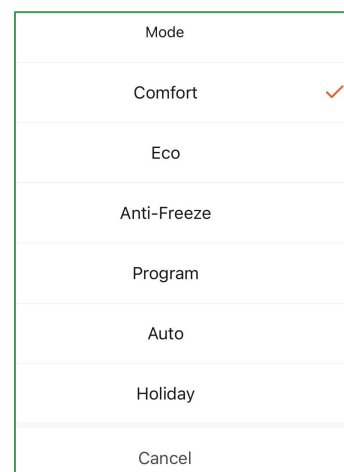 Mode
Comfort
Eco
Anti-Freeze
Program
Auto
Holiday
Cancel